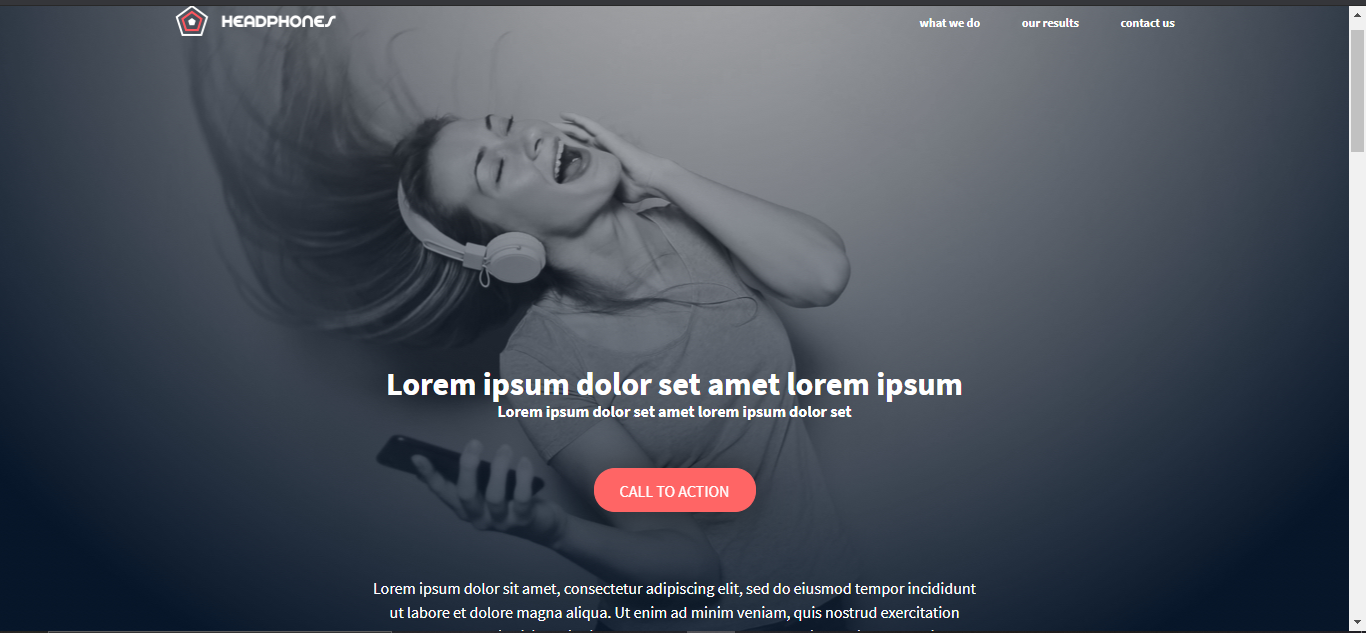 HEADPHONES
what we do
our results
contact us
Lorem ipsum dolor set amet lorem ipsum
Lorem ipsum dolor set amet lorem ipsum dolor set
CALL TO ACTION
Lorem ipsum dolor sit amet, consectetur adipiscing elit, sed do eiusmod tempor incididunt
ut labore et dolore magna aliqua. Ut enim ad minim veniam, quis nostrud exercitation